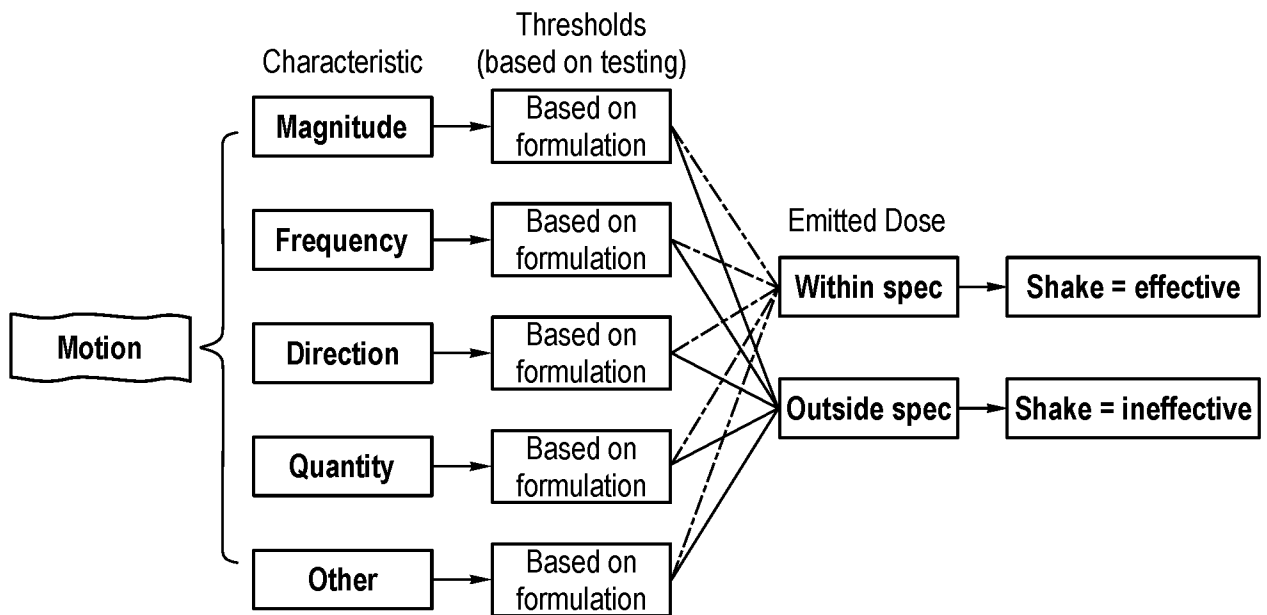 Thresholds
Characteristic (based on testing)
Magnitude
Based on
formulation
Frequency
Based on
formulation
Emitted Dose
Within spec
Shake = effective
Motion
Direction
Based on
formulation
Outside spec
Shake = ineffective
Quantity
Based on
formulation
Other
Based on
formulation